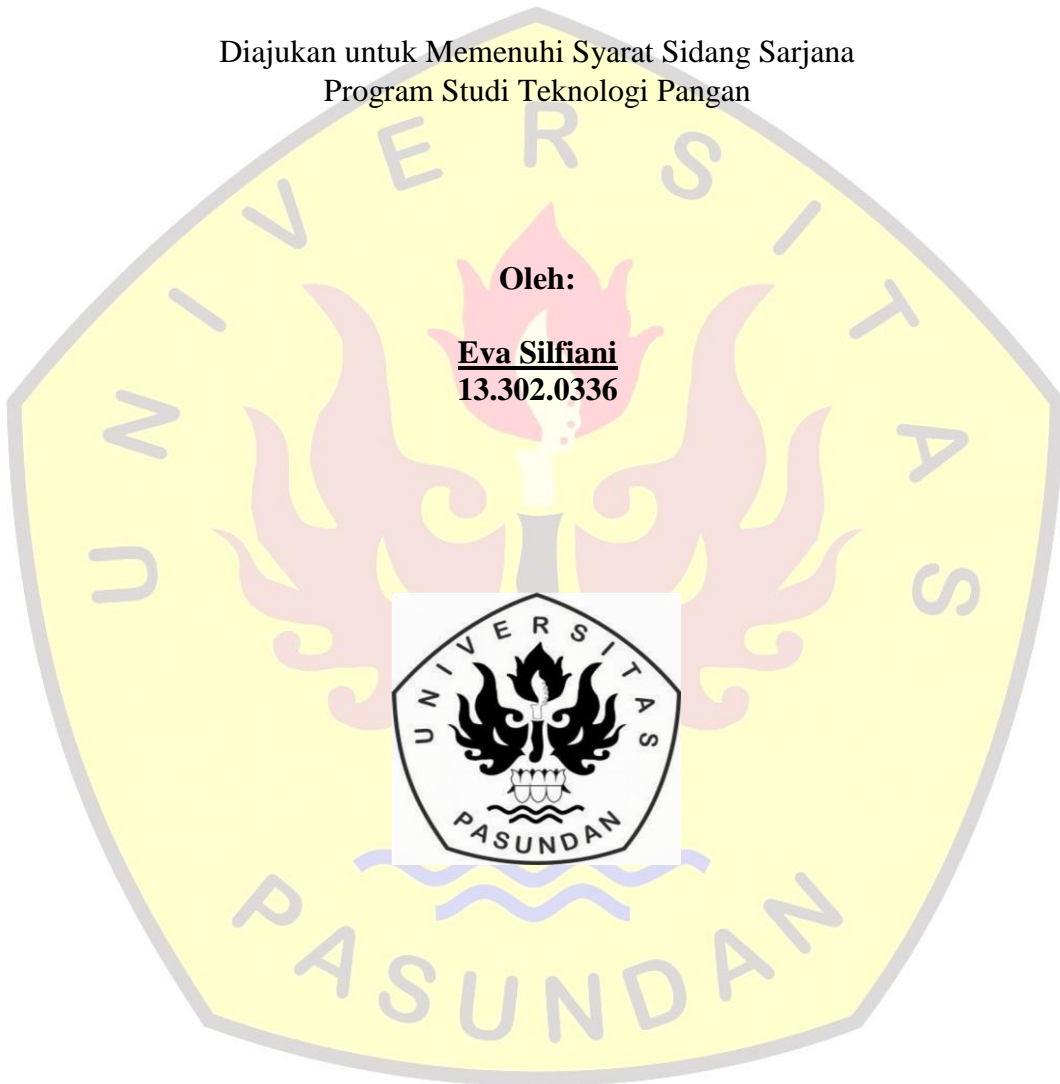 Diajukan untuk Memenuhi Syarat Sidang Sarjana
Program Studi Teknologi Pangan
Oleh:
Eva Silfiani
13.302.0336
UNIVERSITAS
PASUNDAN
UNIVERSITAS
PASUNDAN